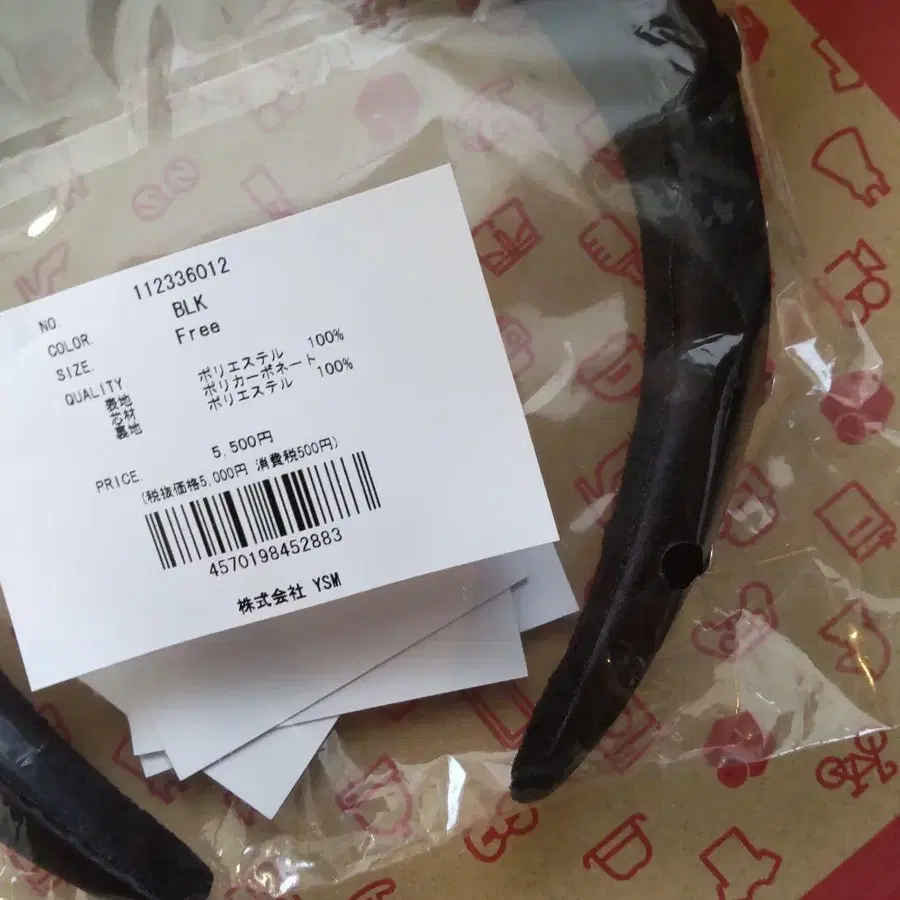 NO. 112336012
COLOR. BLK
SIZE. Free
QUALITY.
表地 ポリエステル 100%
芯材 ポリカーボネート
裏地 ポリエステル 100%
PRICE. 5,500円
(税抜価格5,000円 消費税500円)
4570198452883
株式会社 YSM